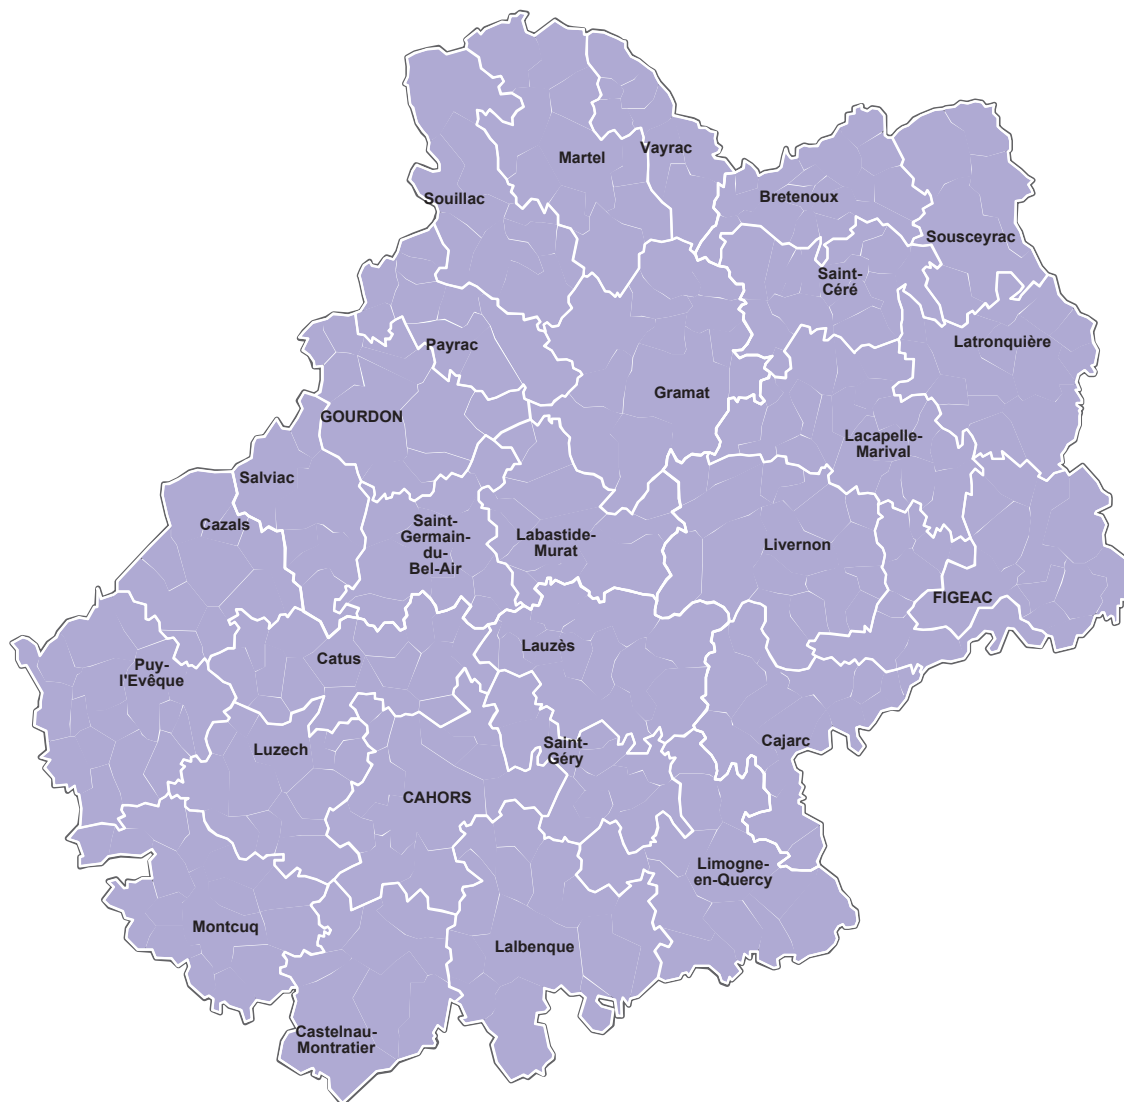 Martel
Vayrac
Souillac
Bretenoux
Sousceyrac
Saint-
Céré
Payrac
Latronquière
Gramat
GOURDON
Lacapelle-
Marival
Salviac
Cazals
Saint-
Germain-
du-
Bel-Air
Labastide-
Murat
Livernon
FIGEAC
Lauzès
Catus
Puy-
l'Evêque
Luzech
Saint-
Géry
Cajarc
CAHORS
Limogne-
en-Quercy
Montcuq
Lalbenque
Castelnau-
Montratier